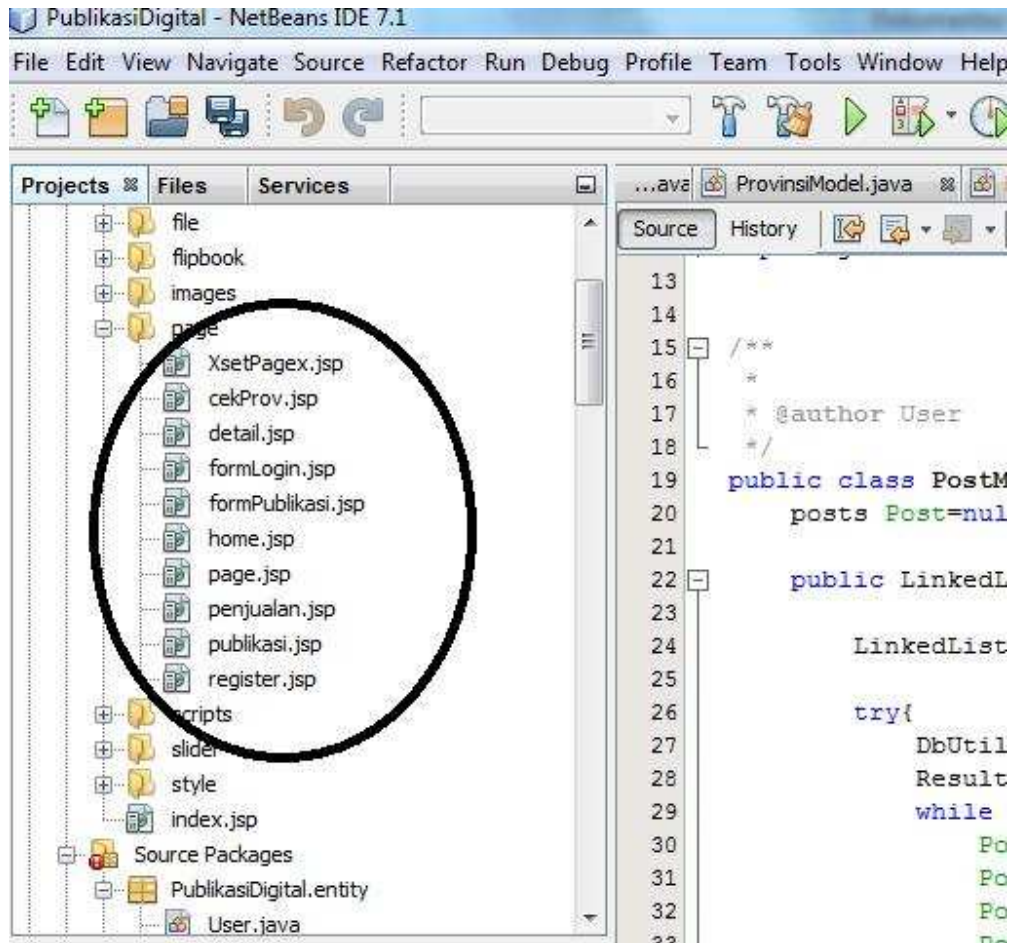 PublikasiDigital - NetBeans IDE 7.1
File Edit View Navigate Source Refactor Run Debug Profile Team Tools Window Help
Projects Files Services
file
flipbook
images
page
XsetPagex.jsp
cekProv.jsp
detail.jsp
formLogin.jsp
formPublikasi.jsp
home.jsp
page.jsp
penjualan.jsp
publikasi.jsp
register.jsp
scripts
slider
style
index.jsp
Source Packages
PublikasiDigital.entity
User.java
...ava ProvinsiModel.java
Source History
13
14
15 /**
16 *
17 * @author User
18 */
19 public class PostM
20 posts Post=nul
21
22 public LinkedL
23
24 LinkedList
25
26 try{
27 DbUtil
28 Result
29 while
30 Po
31 Po
32 Po
33 Po